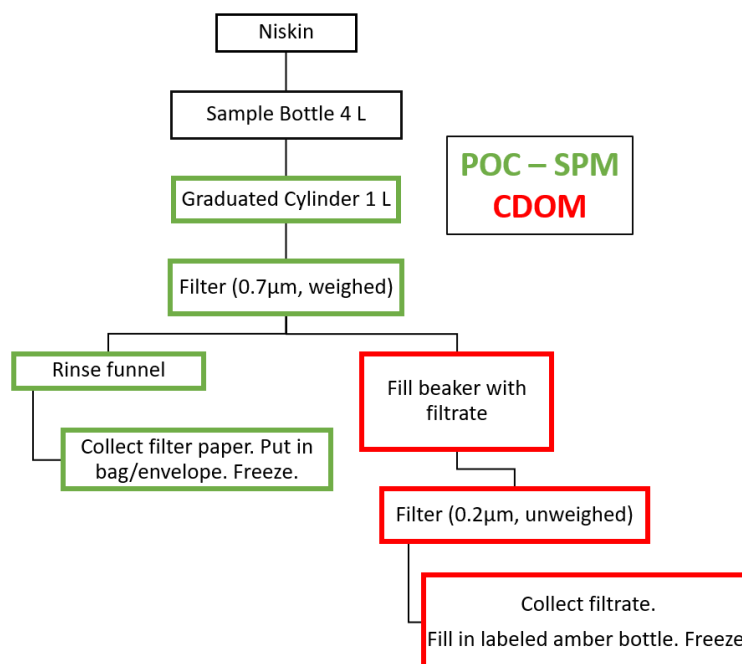 Niskin
Sample Bottle 4 L
POC – SPM
CDOM
Graduated Cylinder 1 L
Filter (0.7µm, weighed)
Rinse funnel
Fill beaker with
filtrate
Collect filter paper. Put in
bag/envelope. Freeze.
Filter (0.2µm, unweighed)
Collect filtrate.
Fill in labeled amber bottle. Freeze